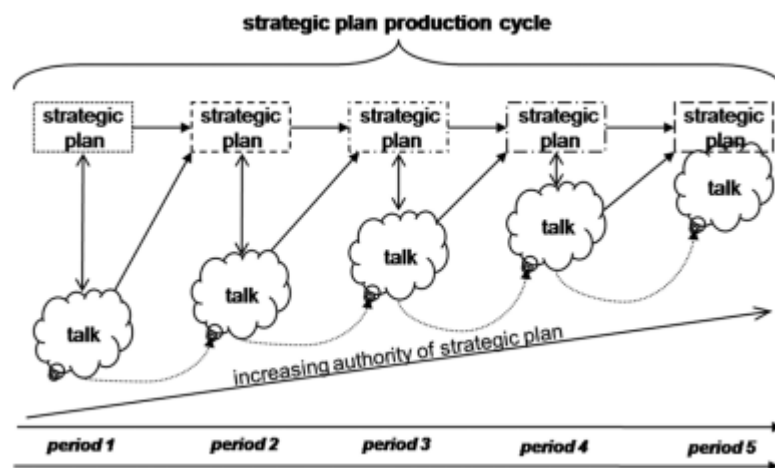 strategic plan production cycle
strategic
plan
strategic
plan
strategic
plan
strategic
plan
strategic
plan
talk
talk
talk
talk
talk
increasing authority of strategic plan
period 1
period 2
period 3
period 4
period 5